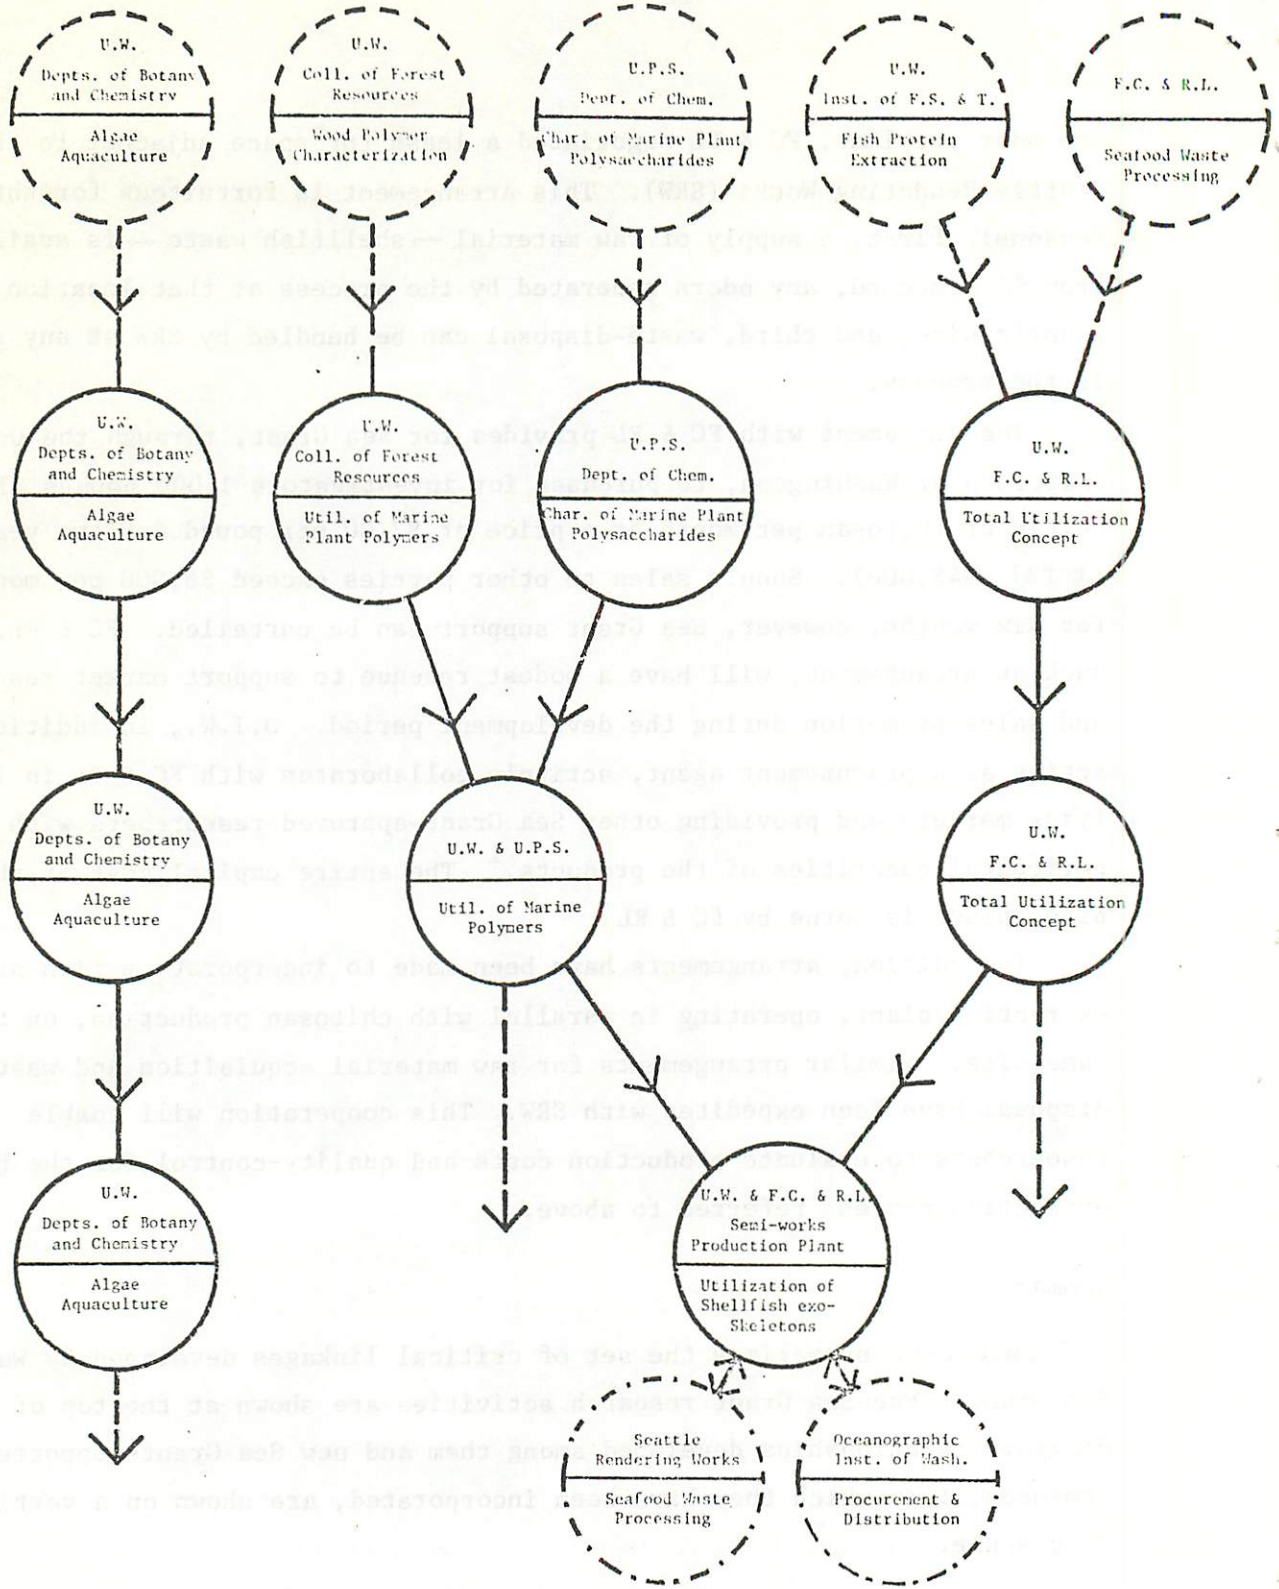 U.W.
Depts. of Botany
and Chemistry
Algae
Aquaculture
U.W.
Coll. of Forest
Resources
Wood Polymer
Characterization
U.P.S.
Dept. of Chem.
Char. of Marine Plant
Polysaccharides
U.W.
Inst. of F.S. & T.
Fish Protein
Extraction
F.C. & R.L.
Seafood Waste
Processing
U.W.
Depts. of Botany
and Chemistry
Algae
Aquaculture
U.W.
Coll. of Forest
Resources
Util. of Marine
Plant Polymers
U.P.S.
Dept. of Chem.
Char. of Marine Plant
Polysaccharides
U.W.
F.C. & R.L.
Total Utilization
Concept
U.W.
Depts. of Botany
and Chemistry
Algae
Aquaculture
U.W. & U.P.S.
Util. of Marine
Polymers
U.W.
F.C. & R.L.
Total Utilization
Concept
U.W.
Depts. of Botany
and Chemistry
Algae
Aquaculture
U.W. & F.C. & R.L.
Semi-works
Production Plant
Utilization of
Shellfish exo-
Skeletons
Seattle
Rendering Works
Seafood Waste
Processing
Oceanographic
Inst. of Wash.
Procurement &
Distribution